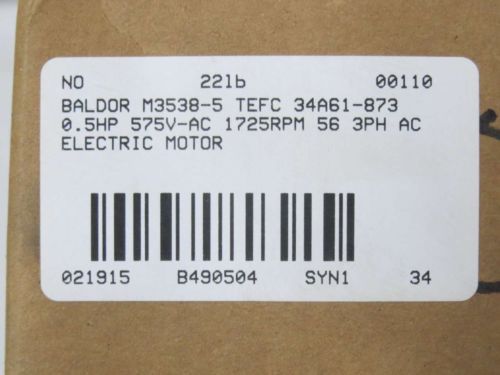 NO 22lb 00110
BALDOR M3538-5 TEFC 34A61-873
0.5HP 575V-AC 1725RPM 56 3PH AC
ELECTRIC MOTOR
021915 B490504 SYN1 34